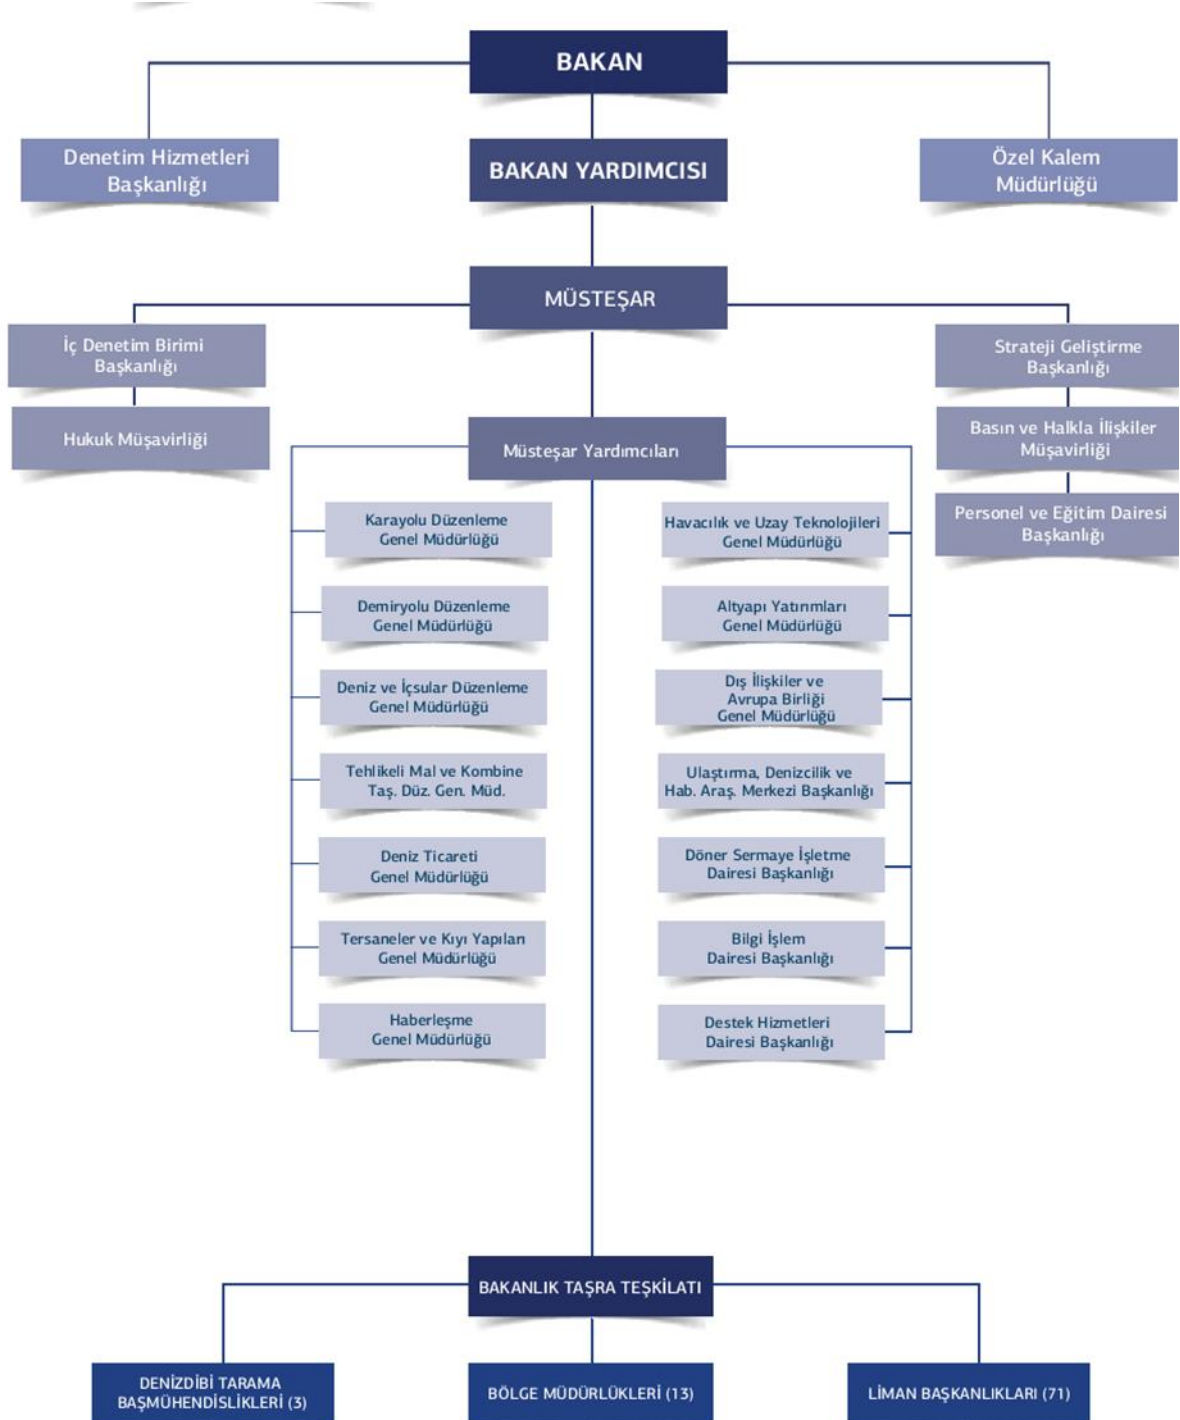 BAKAN
Denetim Hizmetleri
Başkanlığı
BAKAN YARDIMCISI
Özel Kalem
Müdürlüğü
MÜSTEŞAR
İç Denetim Birimi
Başkanlığı
Hukuk Müşavirliği
Strateji Geliştirme
Başkanlığı
Basın ve Halkla İlişkiler
Müşavirliği
Personel ve Eğitim Dairesi
Başkanlığı
Müsteşar Yardımcıları
Karayolu Düzenleme
Genel Müdürlüğü
Demiryolu Düzenleme
Genel Müdürlüğü
Deniz ve İçsular Düzenleme
Genel Müdürlüğü
Tehlikeli Mal ve Kombine
Taş. Düz. Gen. Müd.
Deniz Ticareti
Genel Müdürlüğü
Tersaneler ve Kıyı Yapıları
Genel Müdürlüğü
Haberleşme
Genel Müdürlüğü
Havacılık ve Uzay Teknolojileri
Genel Müdürlüğü
Altyapı Yatırımları
Genel Müdürlüğü
Dış İlişkiler ve
Avrupa Birliği
Genel Müdürlüğü
Ulaştırma, Denizcilik ve
Hab. Araş. Merkezi Başkanlığı
Döner Sermaye İşletme
Dairesi Başkanlığı
Bilgi İşlem
Dairesi Başkanlığı
Destek Hizmetleri
Dairesi Başkanlığı
BAKANLIK TAŞRA TEŞKİLATI
DENİZDİBİ TARAMA
BAŞMÜHENDİSLİKLERİ (3)
BÖLGE MÜDÜRLÜKLERİ (13)
LİMAN BAŞKANLIKLARI (71)